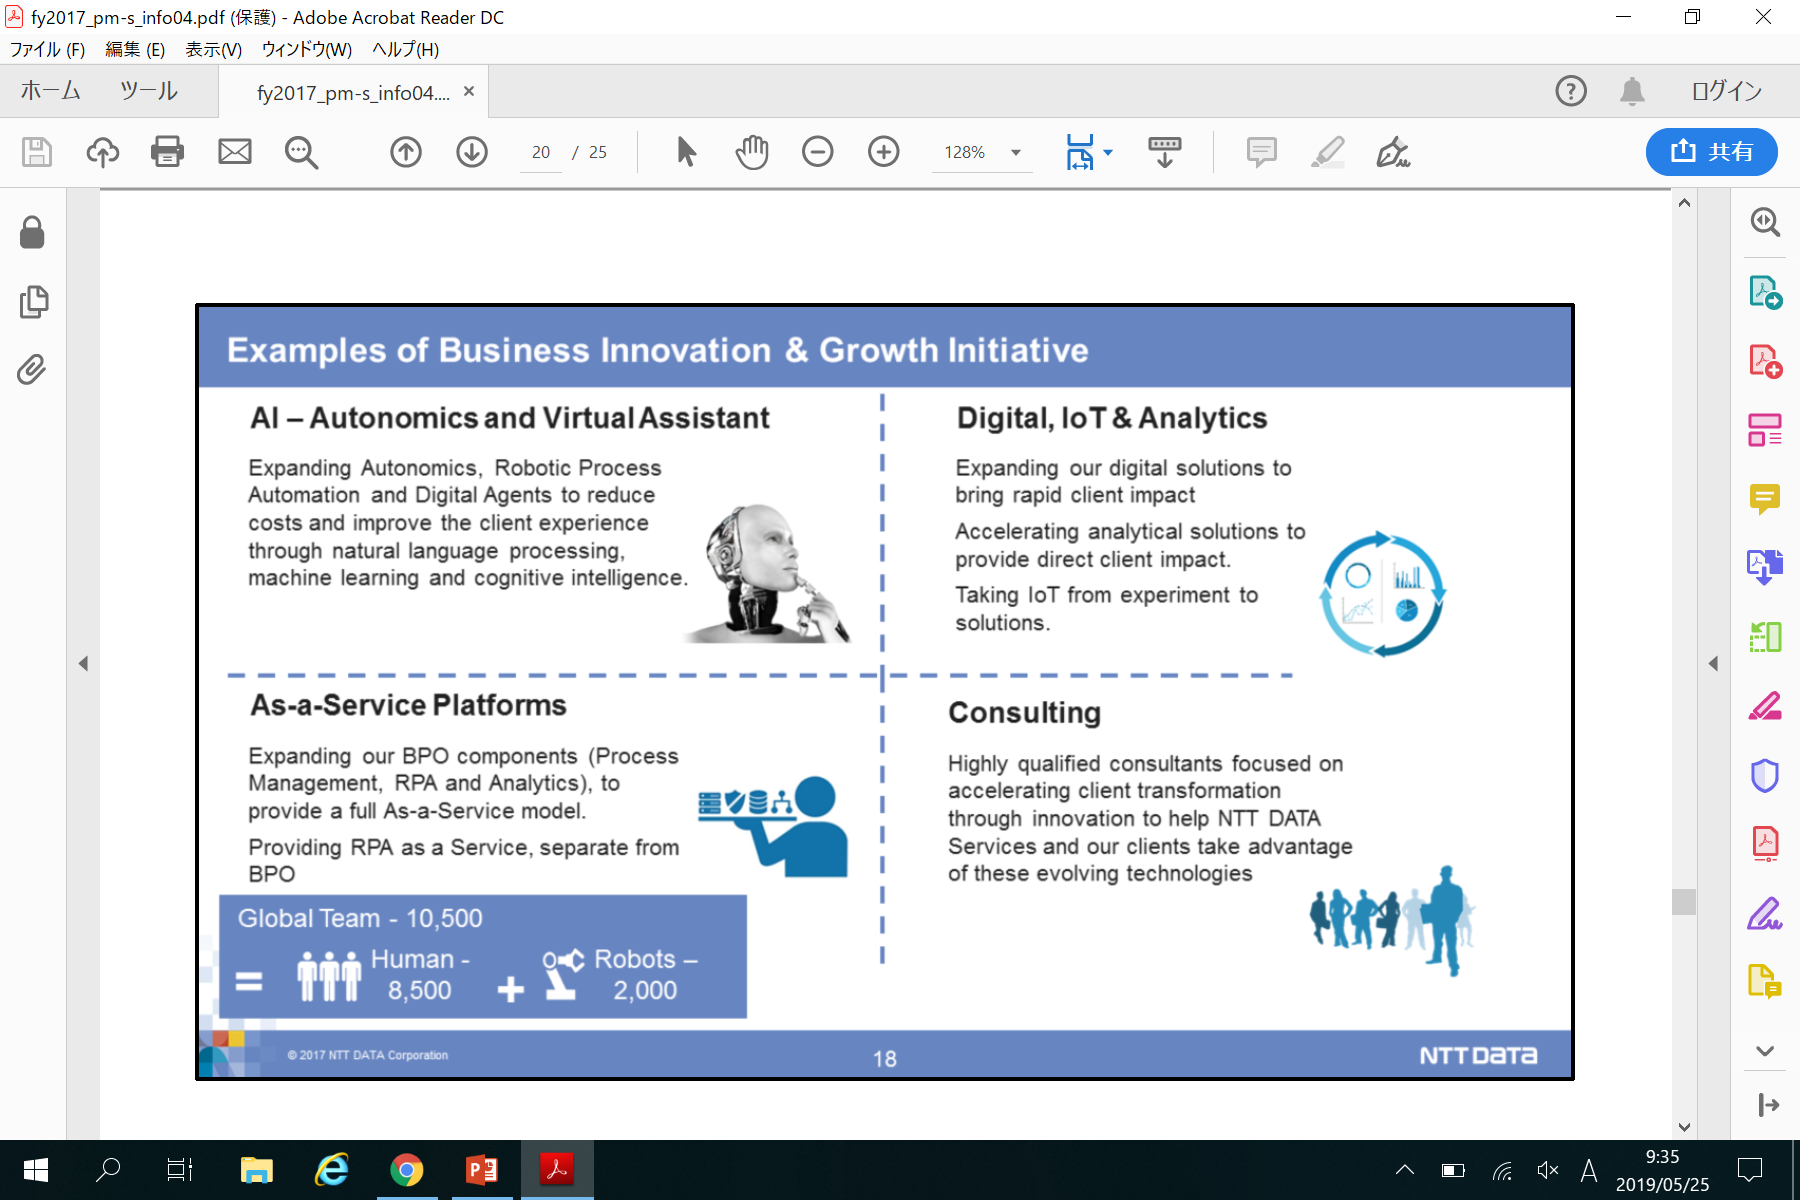 fy2017_pm-s_info04.pdf (保護) - Adobe Acrobat Reader DC
ファイル (F) 編集 (E) 表示(V) ウィンドウ(W) ヘルプ(H)
ホーム ツール fy2017_pm-s_info04.... × ログイン
20 / 25 128% 共有
Examples of Business Innovation & Growth Initiative
AI – Autonomics and Virtual Assistant
Expanding Autonomics, Robotic Process
Automation and Digital Agents to reduce
costs and improve the client experience
through natural language processing,
machine learning and cognitive intelligence.
Digital, IoT & Analytics
Expanding our digital solutions to
bring rapid client impact
Accelerating analytical solutions to
provide direct client impact.
Taking IoT from experiment to
solutions.
As-a-Service Platforms
Expanding our BPO components (Process
Management, RPA and Analytics), to
provide a full As-a-Service model.
Providing RPA as a Service, separate from
BPO
Global Team - 10,500
= Human - 8,500 + Robots – 2,000
Consulting
Highly qualified consultants focused on
accelerating client transformation
through innovation to help NTT DATA
Services and our clients take advantage
of these evolving technologies
© 2017 NTT DATA Corporation
18
NTT DATA
A
9:35
2019/05/25